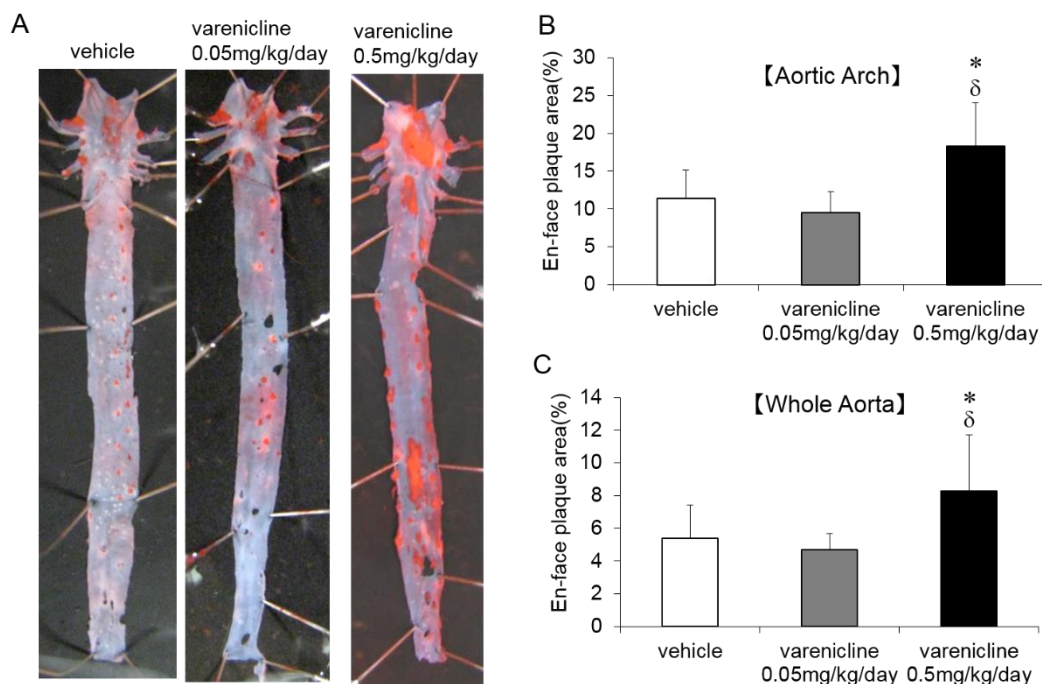 A
vehicle
varenicline
0.05mg/kg/day
varenicline
0.5mg/kg/day
B
En-face plaque area(%)
30
25
20
15
10
5
0
【Aortic Arch】
*
δ
vehicle
varenicline
0.05mg/kg/day
varenicline
0.5mg/kg/day
C
En-face plaque area(%)
14
12
10
8
6
4
2
0
【Whole Aorta】
*
δ
vehicle
varenicline
0.05mg/kg/day
varenicline
0.5mg/kg/day